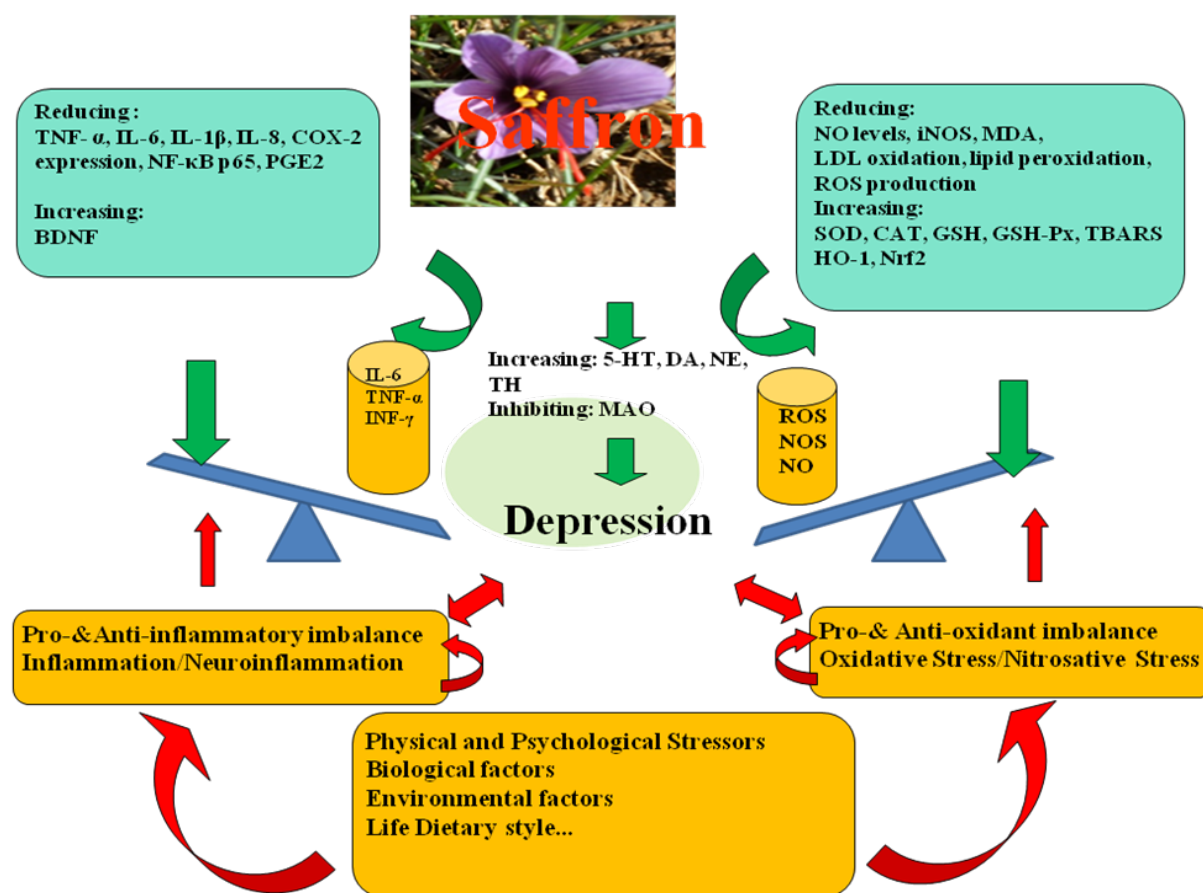 Saffron
Reducing :
TNF- α, IL-6, IL-1β, IL-8, COX-2
expression, NF-κB p65, PGE2
Increasing:
BDNF
Reducing:
NO levels, iNOS, MDA,
LDL oxidation, lipid peroxidation,
ROS production
Increasing:
SOD, CAT, GSH, GSH-Px, TBARS
HO-1, Nrf2
IL-6
TNF-α
INF-γ
Increasing: 5-HT, DA, NE,
TH
Inhibiting: MAO
ROS
NOS
NO
Depression
Pro-&Anti-inflammatory imbalance
Inflammation/Neuroinflammation
Pro-& Anti-oxidant imbalance
Oxidative Stress/Nitrosative Stress
Physical and Psychological Stressors
Biological factors
Environmental factors
Life Dietary style...